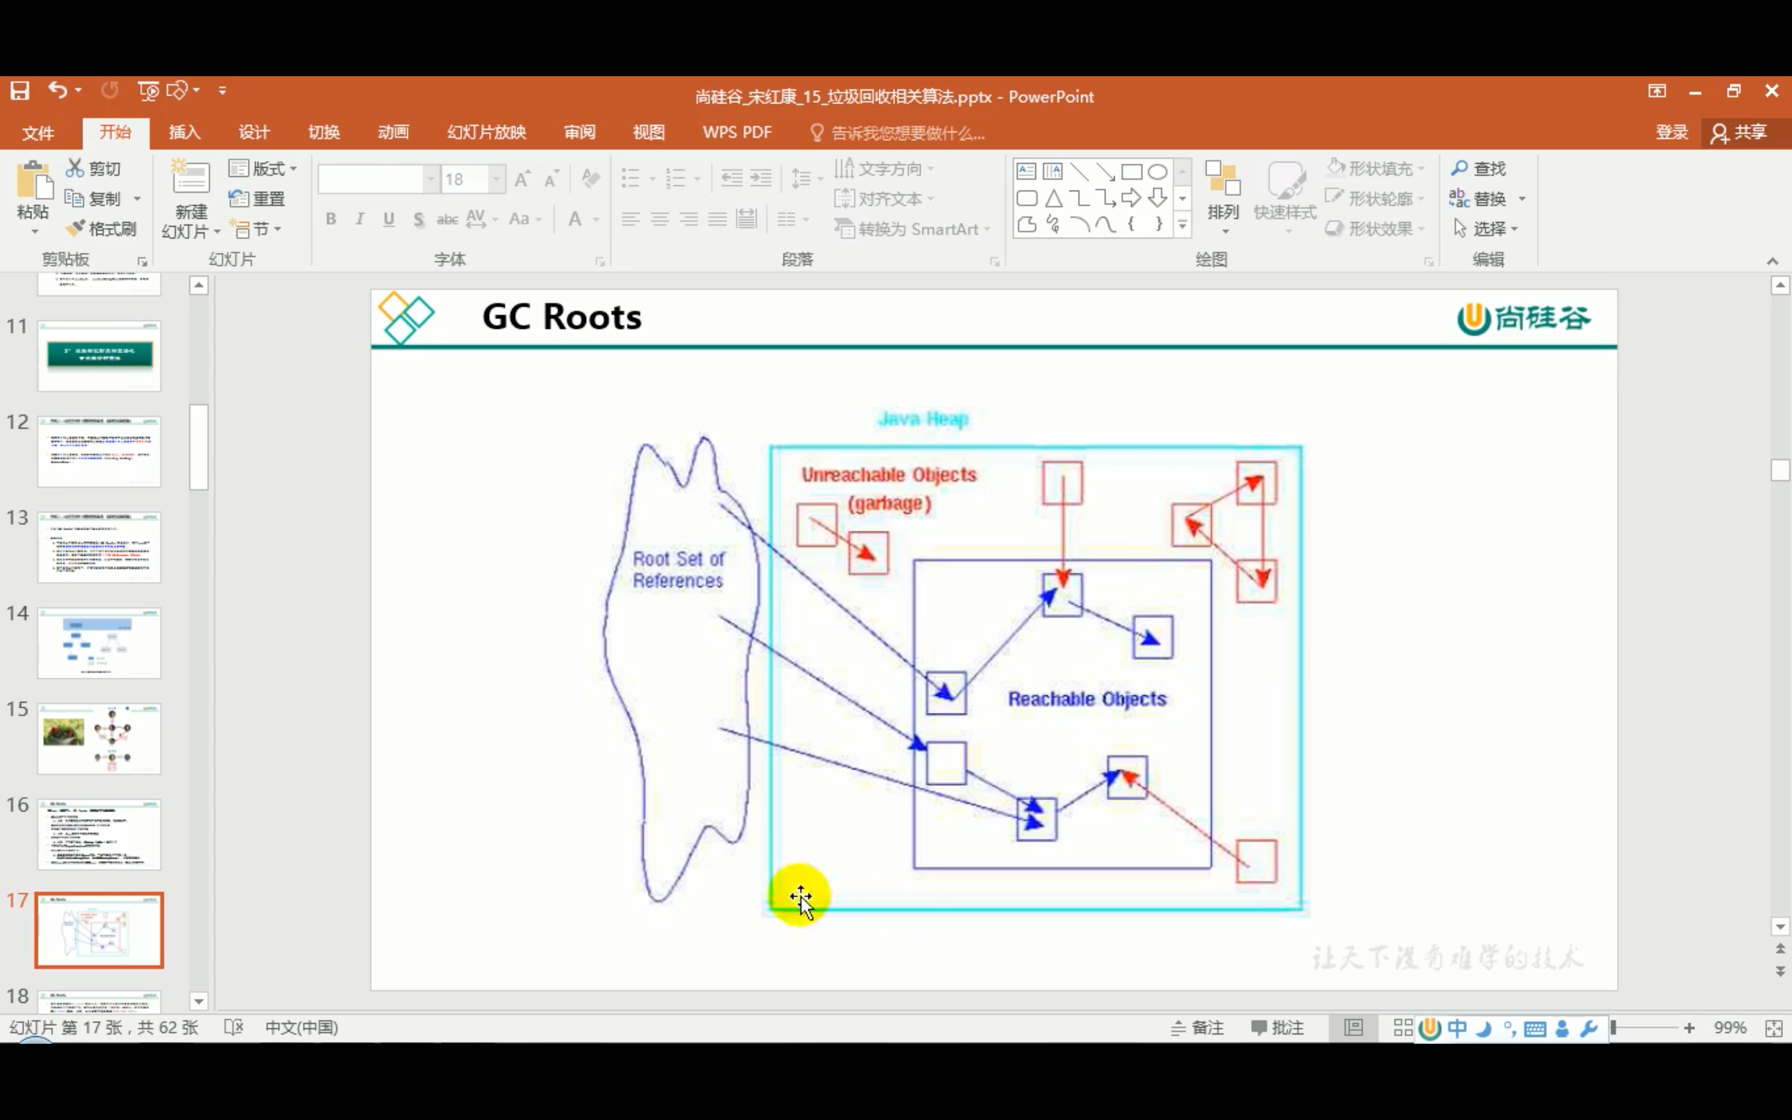 尚硅谷_宋红康_15_垃圾回收相关算法.pptx - PowerPoint
文件 开始 插入 设计 切换 动画 幻灯片放映 审阅 视图 WPS PDF 告诉我您想要做什么... 登录 共享
剪切
复制
格式刷
粘贴
剪贴板
新建
幻灯片
版式
重置
节
幻灯片
18
B I U S abc AV Aa A
字体
文字方向
对齐文本
转换为 SmartArt
段落
排列
快速样式
形状填充
形状轮廓
形状效果
绘图
查找
替换
选择
编辑
11
12
13
14
15
16
17
18
GC Roots
尚硅谷
Java Heap
Unreachable Objects
(garbage)
Root Set of
References
Reachable Objects
让天下没有难学的技术
幻灯片 第 17 张，共 62 张 中文(中国) 备注 批注 中 99%